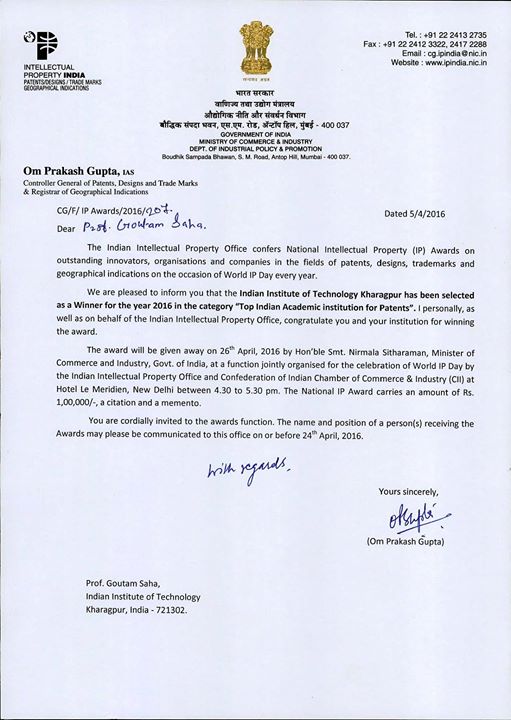 INTELLECTUAL
PROPERTY INDIA
PATENTS/DESIGNS / TRADE MARKS
GEOGRAPHICAL INDICATIONS
Tel. : +91 22 2413 2735
Fax : +91 22 2412 3322, 2417 2288
Email : cg.ipindia@nic.in
Website : www.ipindia.nic.in
सत्यमेव जयते
भारत सरकार
वाणिज्य तथा उद्योग मंत्रालय
औद्योगिक नीति और संवर्धन विभाग
बौद्धिक संपदा भवन, एस.एम. रोड, ॲन्टॉप हिल, मुंबई - 400 037
GOVERNMENT OF INDIA
MINISTRY OF COMMERCE & INDUSTRY
DEPT. OF INDUSTRIAL POLICY & PROMOTION
Boudhik Sampada Bhawan, S. M. Road, Antop Hill, Mumbai - 400 037.
Om Prakash Gupta, IAS
Controller General of Patents, Designs and Trade Marks
& Registrar of Geographical Indications
CG/F/ IP Awards/2016/207.
Dated 5/4/2016
Dear Prof. Goutam Saha.
The Indian Intellectual Property Office confers National Intellectual Property (IP) Awards on
outstanding innovators, organisations and companies in the fields of patents, designs, trademarks and
geographical indications on the occasion of World IP Day every year.
We are pleased to inform you that the Indian Institute of Technology Kharagpur has been selected
as a Winner for the year 2016 in the category "Top Indian Academic institution for Patents". I personally, as
well as on behalf of the Indian Intellectual Property Office, congratulate you and your institution for winning
the award.
The award will be given away on 26th April, 2016 by Hon'ble Smt. Nirmala Sitharaman, Minister of
Commerce and Industry, Govt. of India, at a function jointly organised for the celebration of World IP Day by
the Indian Intellectual Property Office and Confederation of Indian Chamber of Commerce & Industry (CII) at
Hotel Le Meridien, New Delhi between 4.30 to 5.30 pm. The National IP Award carries an amount of Rs.
1,00,000/-, a citation and a memento.
You are cordially invited to the awards function. The name and position of a person(s) receiving the
Awards may please be communicated to this office on or before 24th April, 2016.
With regards.
Yours sincerely,
(Om Prakash Gupta)
Prof. Goutam Saha,
Indian Institute of Technology
Kharagpur, India - 721302.